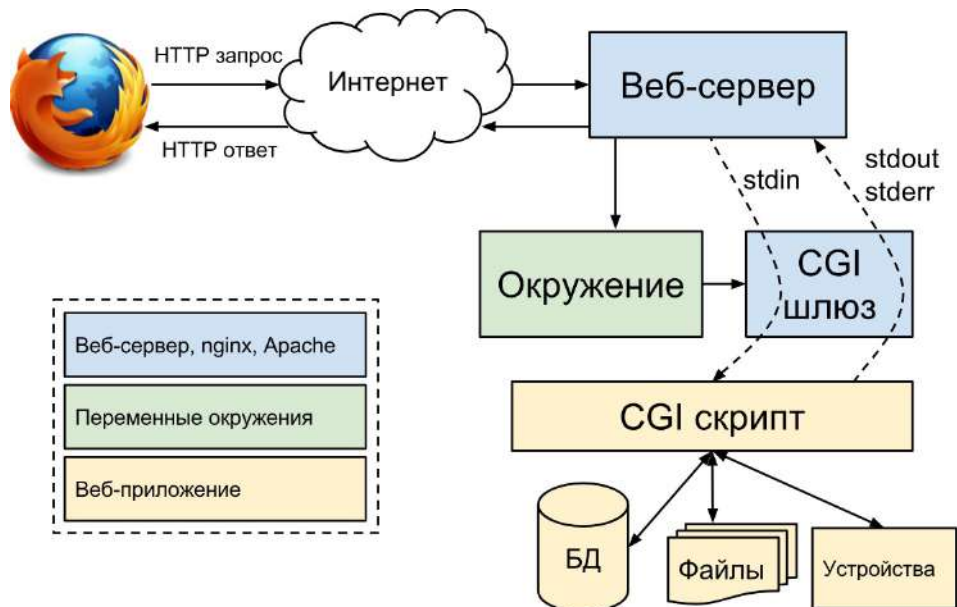 HTTP запрос
Интернет
HTTP ответ
Веб-сервер
stdin
stdout
stderr
Окружение
CGI
шлюз
Веб-сервер, nginx, Apache
Переменные окружения
Веб-приложение
CGI скрипт
БД
Файлы
Устройства